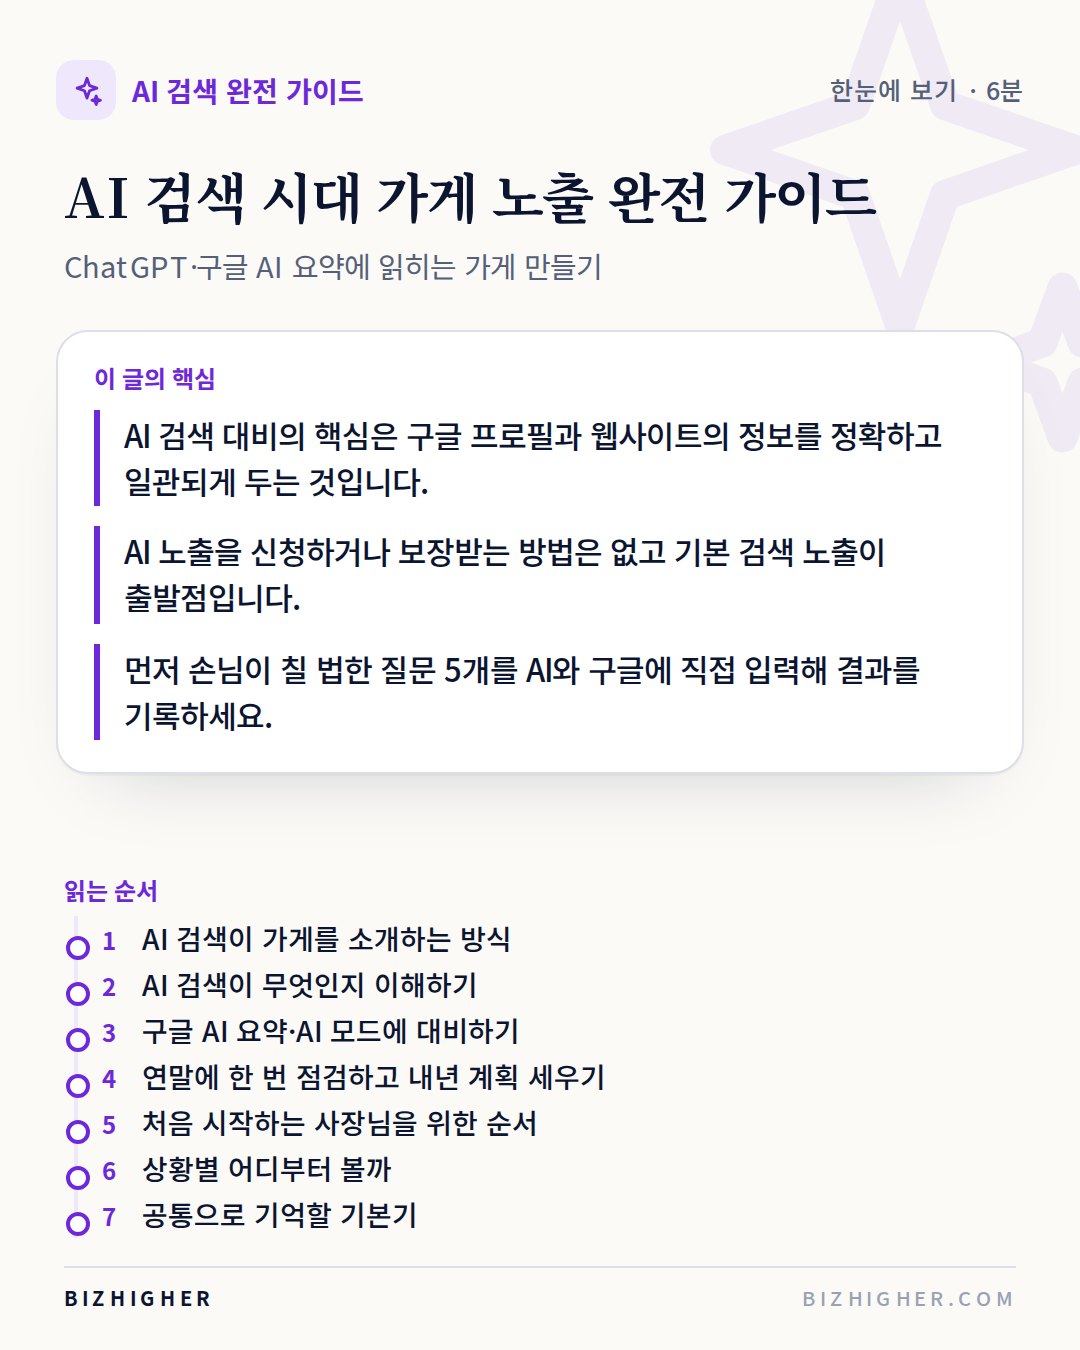 AI 검색 완전 가이드
한눈에 보기 · 6분
AI 검색 시대 가게 노출 완전 가이드
ChatGPT·구글 AI 요약에 읽히는 가게 만들기
이 글의 핵심
AI 검색 대비의 핵심은 구글 프로필과 웹사이트의 정보를 정확하고
일관되게 두는 것입니다.
AI 노출을 신청하거나 보장받는 방법은 없고 기본 검색 노출이
출발점입니다.
먼저 손님이 칠 법한 질문 5개를 AI와 구글에 직접 입력해 결과를
기록하세요.
읽는 순서
1 AI 검색이 가게를 소개하는 방식
2 AI 검색이 무엇인지 이해하기
3 구글 AI 요약·AI 모드에 대비하기
4 연말에 한 번 점검하고 내년 계획 세우기
5 처음 시작하는 사장님을 위한 순서
6 상황별 어디부터 볼까
7 공통으로 기억할 기본기
BIZHIGHER
BIZHIGHER.COM